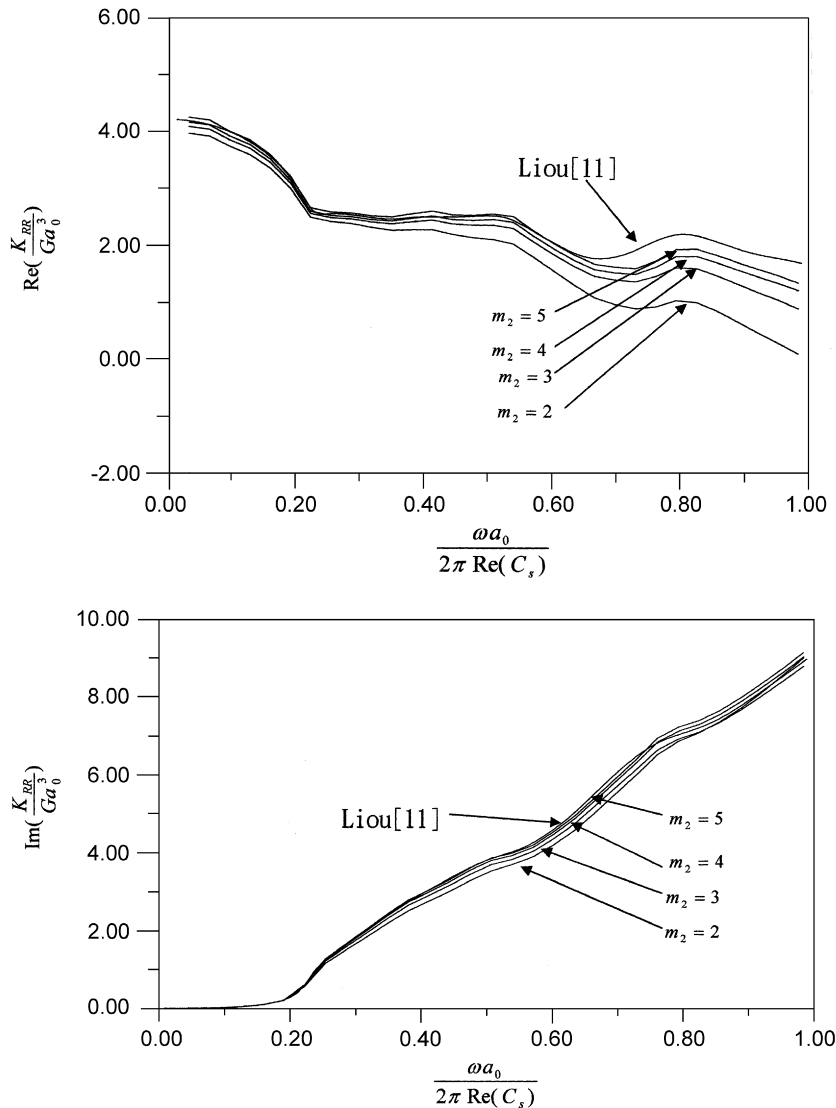 6.00
4.00
Re(K_RR / Ga_0^3)
2.00
0.00
-2.00
Liou[11]
m_2 = 5
m_2 = 4
m_2 = 3
m_2 = 2
0.00 0.20 0.40 0.60 0.80 1.00
ωa_0 / 2π Re(C_s)
10.00
8.00
Im(K_RR / Ga_0^3)
6.00
4.00
2.00
0.00
Liou[11]
m_2 = 5
m_2 = 4
m_2 = 3
m_2 = 2
0.00 0.20 0.40 0.60 0.80 1.00
ωa_0 / 2π Re(C_s)